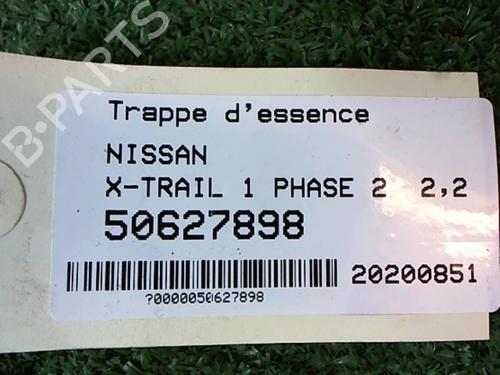 B-PARTS
Trappe d'essence
NISSAN
X-TRAIL 1 PHASE 2 2,2
50627898
20200851
?0000050627898